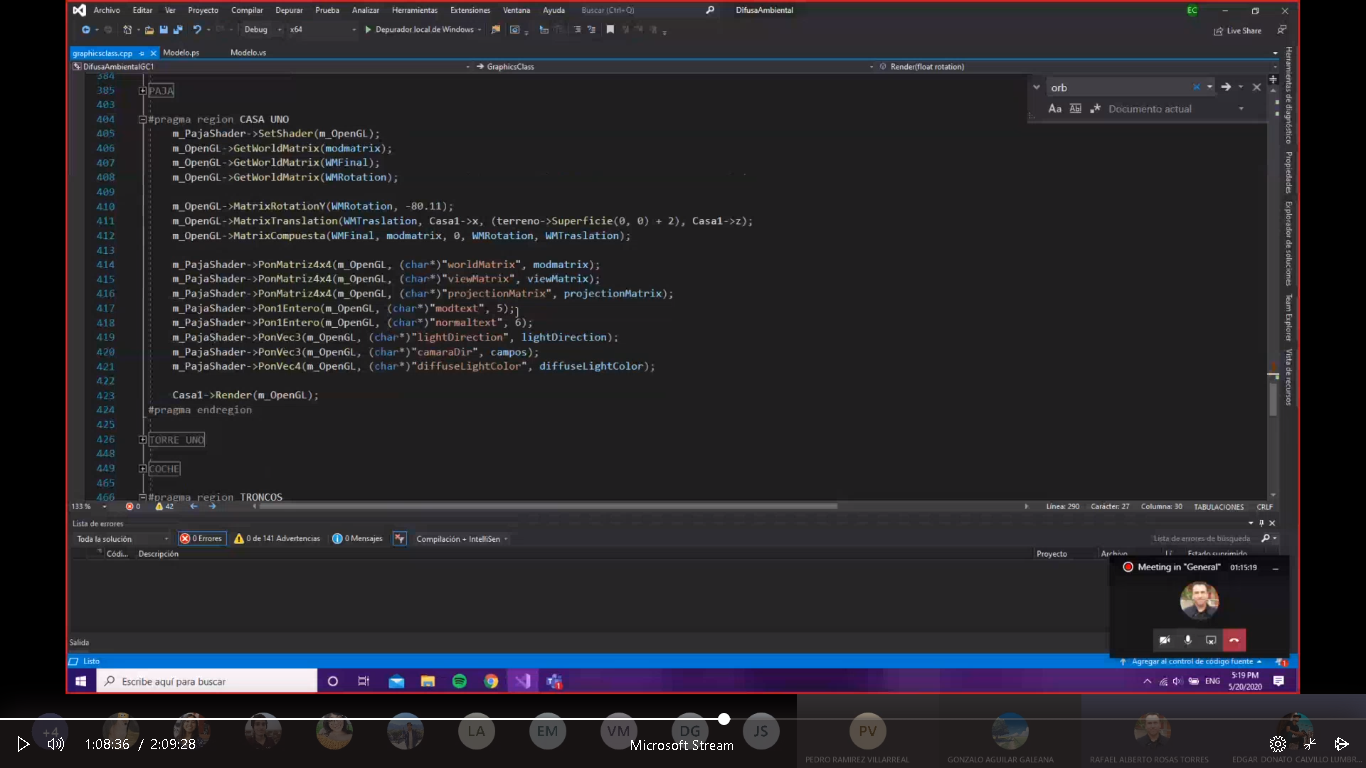 Archivo Editar Ver Proyecto Compilar Depurar Prueba Analizar Herramientas Extensiones Ventana Ayuda Buscar (Ctrl+Q) DifusaAmbiental EC
Debug x64 Depurador local de Windows Live Share
graphicsclass.cpp Modelo.ps Modelo.vs
DifusaAmbientalGC1 GraphicsClass Render(float rotation)
384
385 PAJA
403
404 #pragma region CASA UNO
405 m_PajaShader->SetShader(m_OpenGL);
406 m_OpenGL->GetWorldMatrix(modmatrix);
407 m_OpenGL->GetWorldMatrix(WMFinal);
408 m_OpenGL->GetWorldMatrix(WMRotation);
409
410 m_OpenGL->MatrixRotationY(WMRotation, -80.11);
411 m_OpenGL->MatrixTranslation(WMTraslation, Casa1->x, (terreno->Superficie(0, 0) + 2), Casa1->z);
412 m_OpenGL->MatrixCompuesta(WMFinal, modmatrix, 0, WMRotation, WMTraslation);
413
414 m_PajaShader->PonMatriz4x4(m_OpenGL, (char*)"worldMatrix", modmatrix);
415 m_PajaShader->PonMatriz4x4(m_OpenGL, (char*)"viewMatrix", viewMatrix);
416 m_PajaShader->PonMatriz4x4(m_OpenGL, (char*)"projectionMatrix", projectionMatrix);
417 m_PajaShader->Pon1Entero(m_OpenGL, (char*)"modtext", 5);
418 m_PajaShader->Pon1Entero(m_OpenGL, (char*)"normaltext", 6);
419 m_PajaShader->PonVec3(m_OpenGL, (char*)"lightDirection", lightDirection);
420 m_PajaShader->PonVec3(m_OpenGL, (char*)"camaraDir", campos);
421 m_PajaShader->PonVec4(m_OpenGL, (char*)"diffuseLightColor", diffuseLightColor);
422
423 Casa1->Render(m_OpenGL);
424 #pragma endregion
425
426 TORRE UNO
448
449 COCHE
465
466 #pragma region TRONCOS
orb
Aa Ab Documento actual
Herramientas de diagnóstico
Propiedades
Explorador de soluciones
Team Explorer
Vista de recursos
133 % 0 42 Línea: 290 Carácter: 27 Columna: 30 TABULACIONES CRLF
Lista de errores
Toda la solución 0 Errores 0 de 141 Advertencias 0 Mensajes Compilación + IntelliSen Lista de errores de búsqueda
Códi... Descripción Proyecto Archivo Estado suprimido
Meeting in "General" 01:15:19
Salida
Listo Agregar al control de código fuente 1
Escribe aquí para buscar ENG 5:19 PM
5/20/2020
+4 LA EM VM DG JS PV
1:08:36 / 2:09:28 Microsoft Stream
PEDRO RAMIREZ VILLARREAL GONZALO AGUILAR GALEANA RAFAEL ALBERTO ROSAS TORRES EDGAR DONATO CALVILLO LUMBRE...